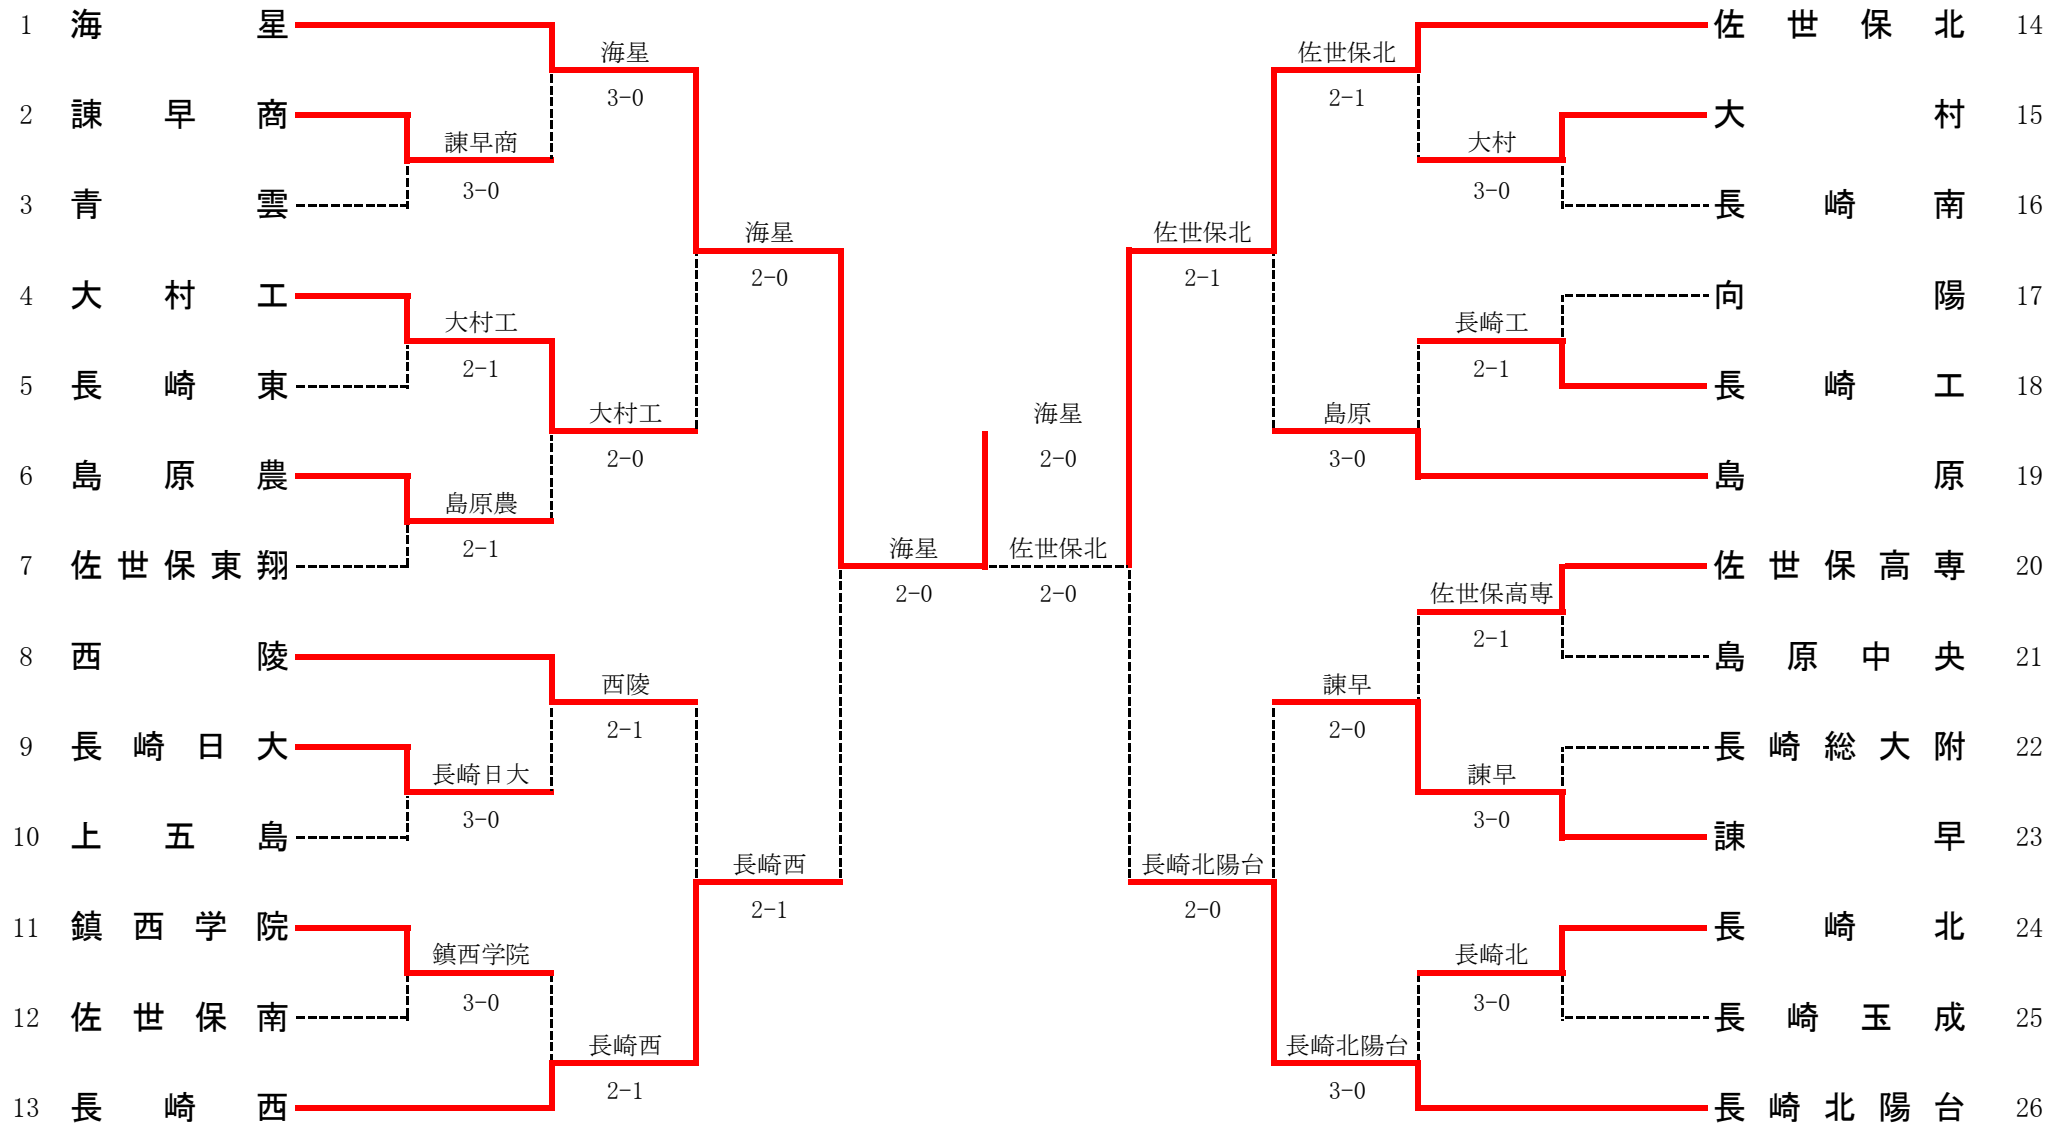 1 海星
2 諫早商
3 青雲
4 大村工
5 長崎東
6 島原農
7 佐世保東翔
8 西陵
9 長崎日大
10 上五島
11 鎮西学院
12 佐世保南
13 長崎西
諫早商
3-0
大村工
2-1
島原農
2-1
長崎日大
3-0
鎮西学院
3-0
海星
3-0
大村工
2-0
西陵
2-1
長崎西
2-1
海星
2-0
長崎西
2-1
海星
2-0
海星
2-0
佐世保北
2-0
佐世保北
2-1
長崎北陽台
2-0
佐世保北
2-1
島原
3-0
諫早
2-0
長崎北陽台
3-0
大村
3-0
長崎工
2-1
佐世保高専
2-1
諫早
3-0
長崎北
3-0
佐世保北 14
大村 15
長崎南 16
向陽 17
長崎工 18
島原 19
佐世保高専 20
島原中央 21
長崎総大附 22
諫早 23
長崎北 24
長崎玉成 25
長崎北陽台 26